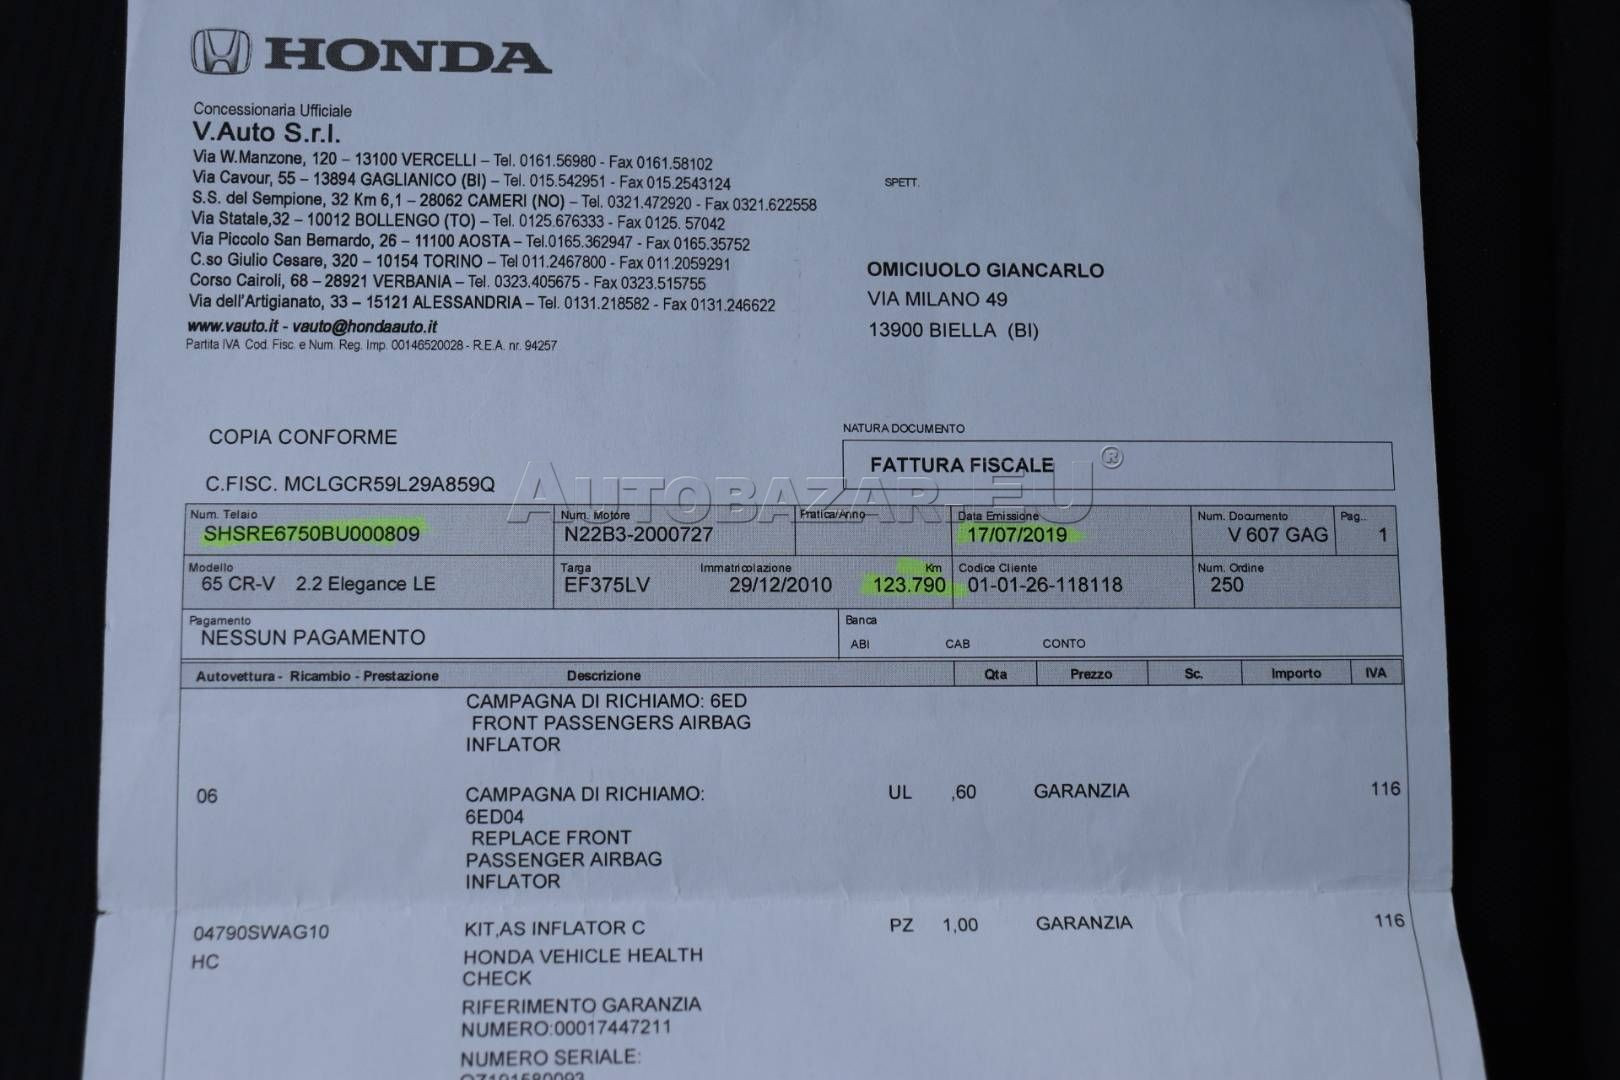 HONDA
Concessionaria Ufficiale
V.Auto S.r.l.
Via W.Manzone, 120 – 13100 VERCELLI – Tel. 0161.56980 - Fax 0161.58102
Via Cavour, 55 – 13894 GAGLIANICO (BI) – Tel. 015.542951 - Fax 015.2543124
S.S. del Sempione, 32 Km 6,1 – 28062 CAMERI (NO) – Tel. 0321.472920 - Fax 0321.622558
Via Statale,32 – 10012 BOLLENGO (TO) – Tel. 0125.676333 - Fax 0125. 57042
Via Piccolo San Bernardo, 26 – 11100 AOSTA – Tel.0165.362947 - Fax 0165.35752
C.so Giulio Cesare, 320 – 10154 TORINO – Tel 011.2467800 - Fax 011.2059291
Corso Cairoli, 68 – 28921 VERBANIA – Tel. 0323.405675 - Fax 0323.515755
Via dell'Artigianato, 33 – 15121 ALESSANDRIA – Tel. 0131.218582 - Fax 0131.246622
www.vauto.it - vauto@hondaauto.it
Partita IVA Cod. Fisc. e Num. Reg. Imp. 00146520028 - R.E.A. nr. 94257
SPETT.
OMICIUOLO GIANCARLO
VIA MILANO 49
13900 BIELLA (BI)
COPIA CONFORME
NATURA DOCUMENTO
FATTURA FISCALE
C.FISC. MCLGCR59L29A859Q
AUTOBAZAR.EU®
Num. Telaio Num. Motore Pratica/Anno Data Emissione Num. Documento Pag..
SHSRE6750BU000809 N22B3-2000727 17/07/2019 V 607 GAG 1
Modello Targa Immatricolazione Km Codice Cliente Num. Ordine
65 CR-V 2.2 Elegance LE EF375LV 29/12/2010 123.790 01-01-26-118118 250
Pagamento Banca
NESSUN PAGAMENTO ABI CAB CONTO
Autovettura - Ricambio - Prestazione Descrizione Qta Prezzo Sc. Importo IVA
CAMPAGNA DI RICHIAMO: 6ED
FRONT PASSENGERS AIRBAG
INFLATOR
06 CAMPAGNA DI RICHIAMO: UL ,60 GARANZIA 116
6ED04
REPLACE FRONT
PASSENGER AIRBAG
INFLATOR
04790SWAG10 KIT,AS INFLATOR C PZ 1,00 GARANZIA 116
HC HONDA VEHICLE HEALTH
CHECK
RIFERIMENTO GARANZIA
NUMERO:00017447211
NUMERO SERIALE: